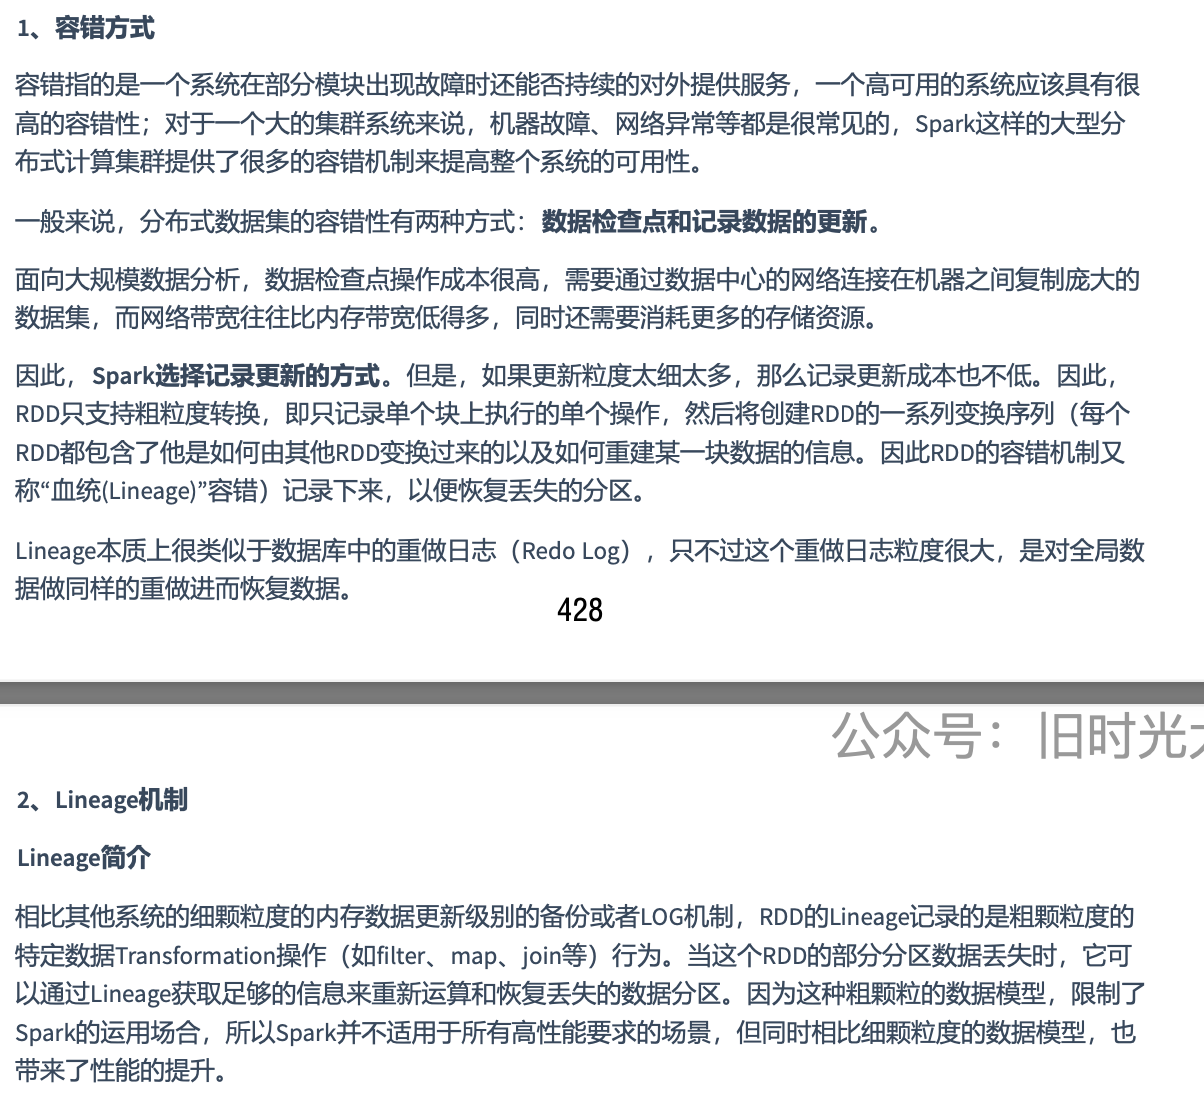 1、容错方式
容错指的是一个系统在部分模块出现故障时还能否持续的对外提供服务，一个高可用的系统应该具有很
高的容错性；对于一个大的集群系统来说，机器故障、网络异常等都是很常见的，Spark这样的大型分
布式计算集群提供了很多的容错机制来提高整个系统的可用性。
一般来说，分布式数据集的容错性有两种方式：数据检查点和记录数据的更新。
面向大规模数据分析，数据检查点操作成本很高，需要通过数据中心的网络连接在机器之间复制庞大的
数据集，而网络带宽往往比内存带宽低得多，同时还需要消耗更多的存储资源。
因此，Spark选择记录更新的方式。但是，如果更新粒度太细太多，那么记录更新成本也不低。因此，
RDD只支持粗粒度转换，即只记录单个块上执行的单个操作，然后将创建RDD的一系列变换序列（每个
RDD都包含了他是如何由其他RDD变换过来的以及如何重建某一块数据的信息。因此RDD的容错机制又
称“血统(Lineage)”容错）记录下来，以便恢复丢失的分区。
Lineage本质上很类似于数据库中的重做日志（Redo Log），只不过这个重做日志粒度很大，是对全局数
据做同样的重做进而恢复数据。
428
公众号：旧时光
2、Lineage机制
Lineage简介
相比其他系统的细颗粒度的内存数据更新级别的备份或者LOG机制，RDD的Lineage记录的是粗颗粒度的
特定数据Transformation操作（如filter、map、join等）行为。当这个RDD的部分分区数据丢失时，它可
以通过Lineage获取足够的信息来重新运算和恢复丢失的数据分区。因为这种粗颗粒的数据模型，限制了
Spark的运用场合，所以Spark并不适用于所有高性能要求的场景，但同时相比细颗粒度的数据模型，也
带来了性能的提升。